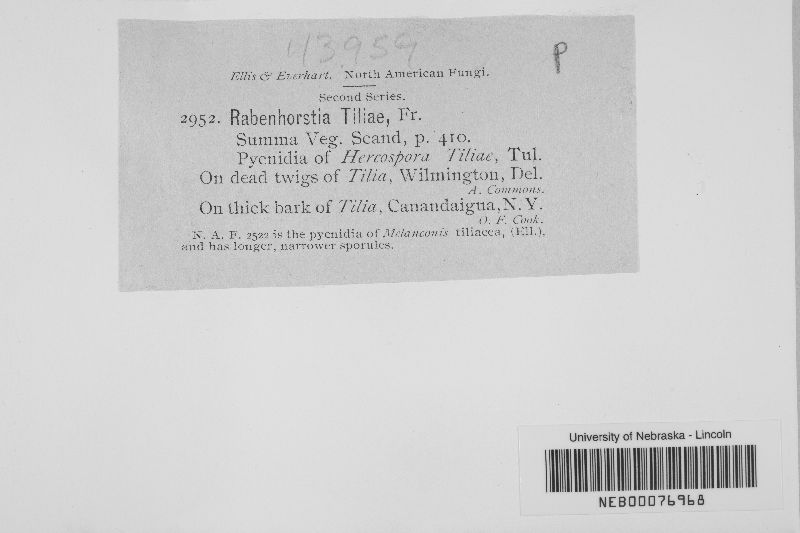 43959
P
Ellis & Everhart. North American Fungi.
Second Series.
2952. Rabenhorstia Tiliae, Fr.
Summa Veg. Scand, p. 410.
Pycnidia of Hercospora Tiliae, Tul.
On dead twigs of Tilia, Wilmington, Del.
A. Commons.
On thick bark of Tilia, Canandaigua, N. Y.
O. F. Cook.
N. A. F. 2522 is the pycnidia of Melanconis tiliacea, (Ell.),
and has longer, narrower sporules.
University of Nebraska - Lincoln
NEB00076968